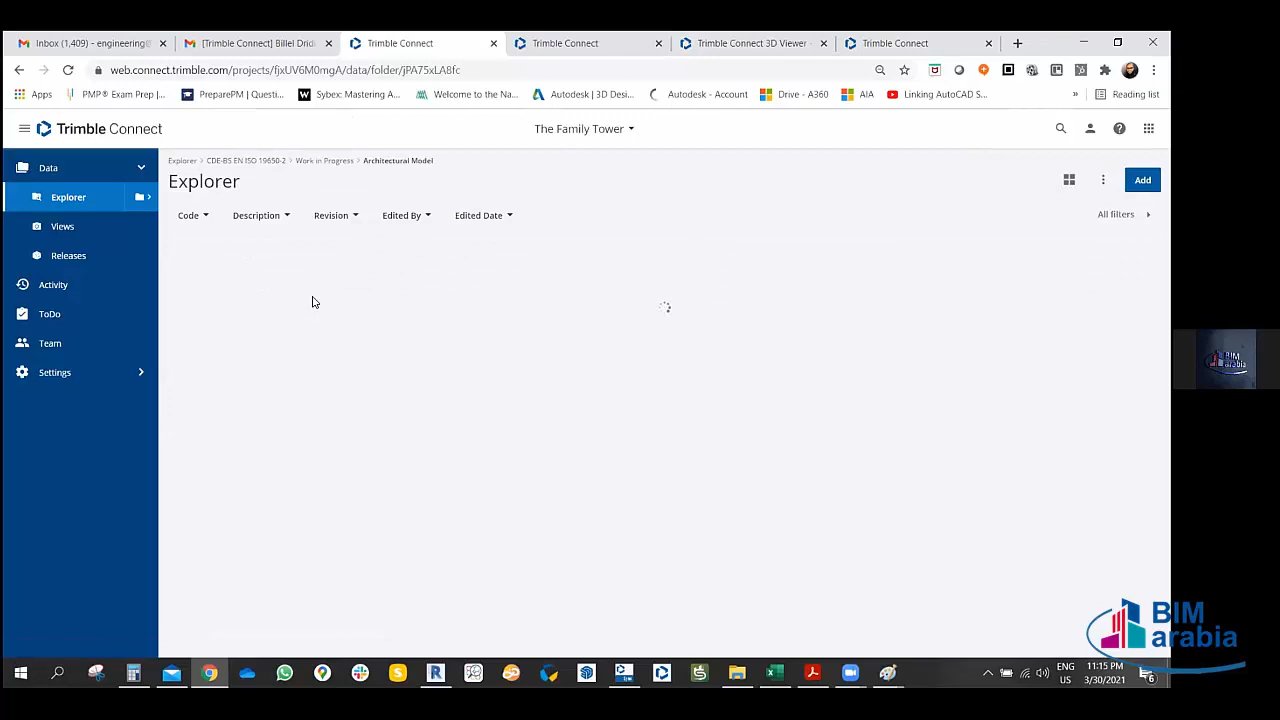 Inbox (1,409) - engineering@
[Trimble Connect] Billel Drid
Trimble Connect
Trimble Connect
Trimble Connect 3D Viewer
Trimble Connect
web.connect.trimble.com/projects/fjxUV6M0mgA/data/folder/jPA75xLA8fc
Apps
PMP® Exam Prep |...
PreparePM | Questi...
Sybex: Mastering A...
Welcome to the Na...
Autodesk | 3D Desi...
Autodesk - Account
Drive - A360
AIA
Linking AutoCAD S...
»
Reading list
Trimble Connect
The Family Tower
Data
Explorer
Views
Releases
Activity
ToDo
Team
Settings
Explorer > CDE-BS EN ISO 19650-2 > Work in Progress > Architectural Model
Explorer
Add
Code
Description
Revision
Edited By
Edited Date
All filters
BIM
arabia
BIM
arabia
ENG
US
11:15 PM
3/30/2021
6